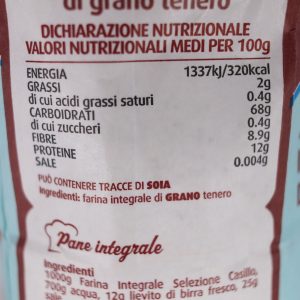 di grano tenero
DICHIARAZIONE NUTRIZIONALE
VALORI NUTRIZIONALI MEDI PER 100g
ENERGIA 1337kj/320kcal
GRASSI 2g
di cui acidi grassi saturi 0.4g
CARBOIDRATI 68g
di cui zuccheri 0.4g
FIBRE 8.9g
PROTEINE 12g
SALE 0.004g
PUÒ CONTENERE TRACCE DI SOIA
Ingredienti: farina integrale di GRANO tenero
Pane integrale
Ingredienti
1000g Farina Integrale Selezione Casillo,
700g acqua, 12g lievito di birra fresco, 25g
sale